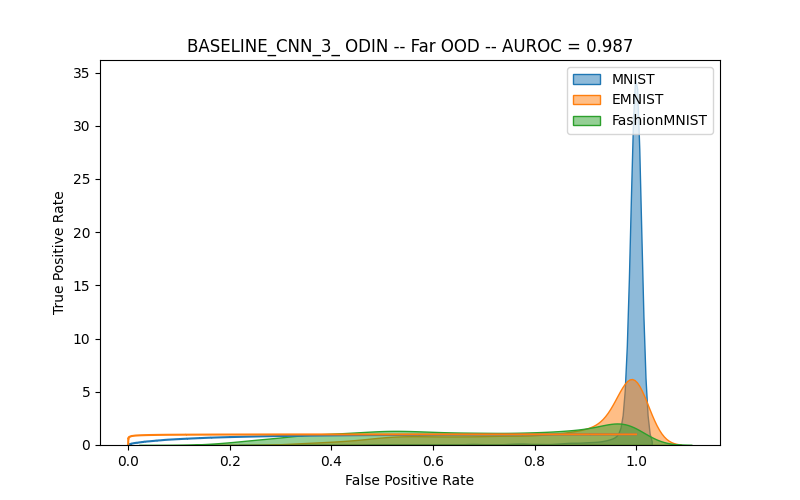 BASELINE_CNN_3_ ODIN -- Far OOD -- AUROC = 0.987
MNIST
EMNIST
FashionMNIST
True Positive Rate
35
30
25
20
15
10
5
0
0.0 0.2 0.4 0.6 0.8 1.0
False Positive Rate